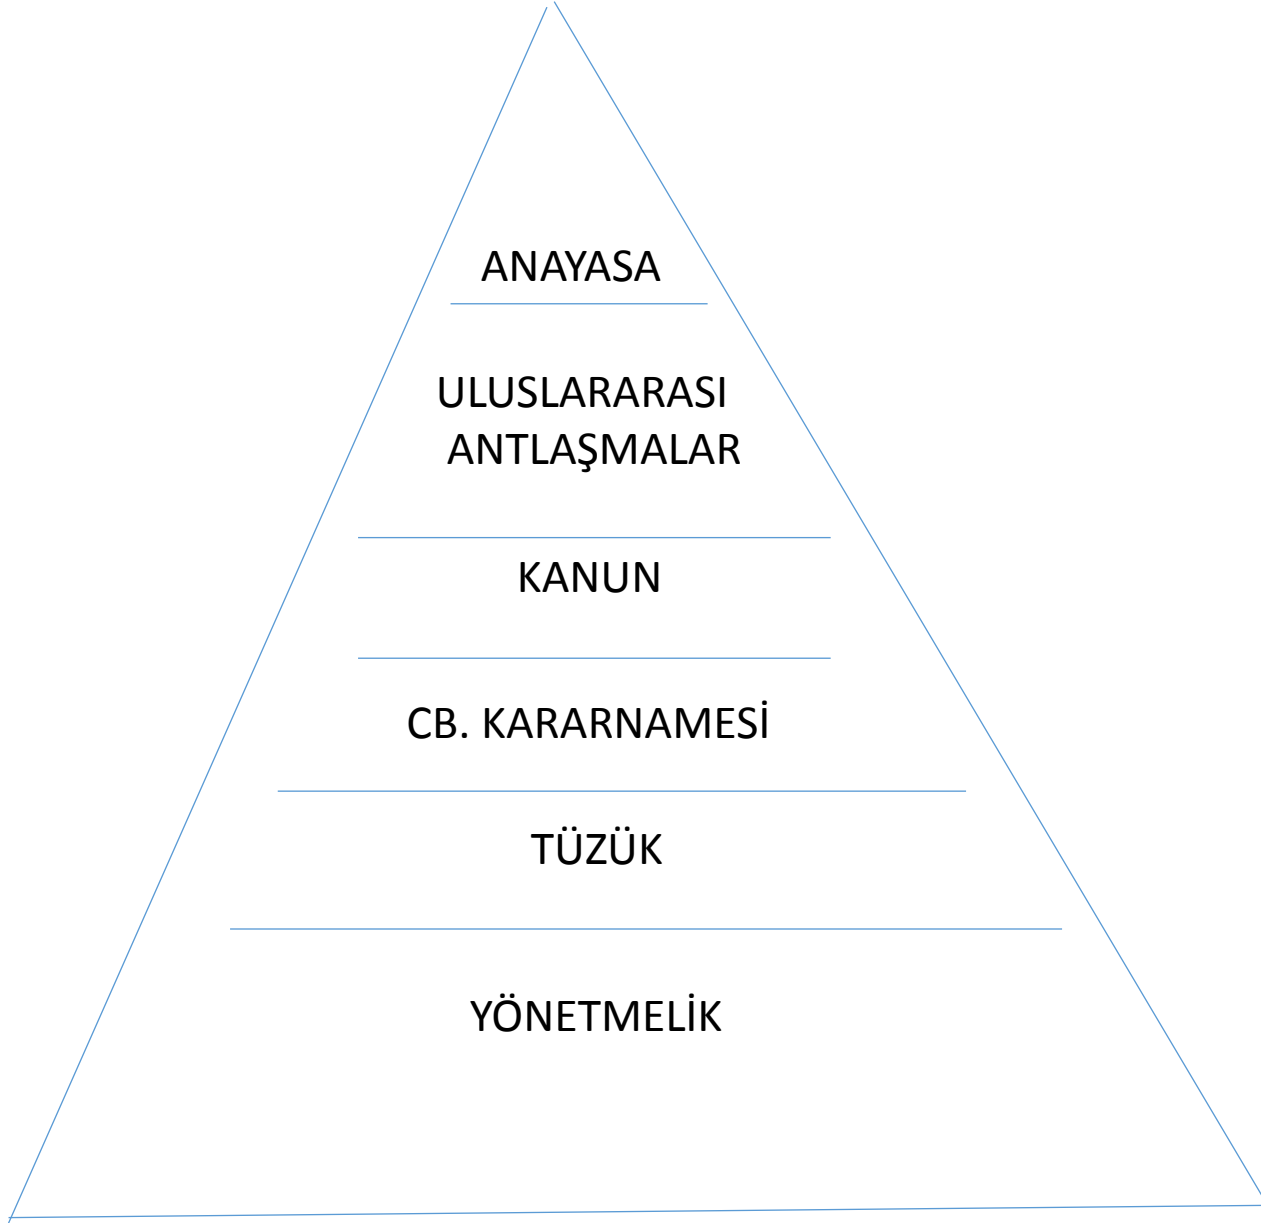 ANAYASA
ULUSLARARASI
ANTLAŞMALAR
KANUN
CB. KARARNAMESİ
TÜZÜK
YÖNETMELİK